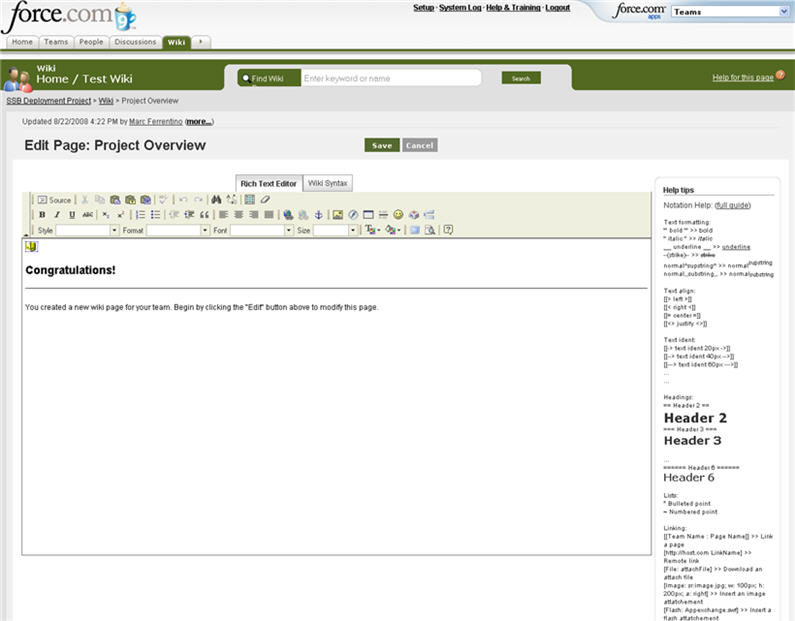 force.com
Setup · System Log · Help & Training · Logout
force.com apps
Teams
Home
Teams
People
Discussions
Wiki
Wiki
Home / Test Wiki
Find Wiki
Enter keyword or name
Search
Help for this page
SSB Deployment Project > Wiki > Project Overview
Updated 8/22/2008 4:22 PM by Marc Ferrentino (more...)
Edit Page: Project Overview
Save
Cancel
Rich Text Editor
Wiki Syntax
Source
B I U ABC
Style
Format
Font
Size
Congratulations!
You created a new wiki page for your team. Begin by clicking the "Edit" button above to modify this page.
Help tips
Notation Help: (full guide)
Text formatting:
" bold " >> bold
" italic " >> italic
__ underline __ >> underline
--(strike)-- >> strike
normal^supstring^ >> normal supstring
normal_substring_ >> normal substring
Text align:
[[> left >]]
[[< right <]]
[[= center =]]
[[<> justify <>]]
Text ident:
[[-> text ident 20px ->]]
[[--> text ident 40px -->]]
[[---> text ident 60px --->]]
...
...
Headings:
== Header 2 ==
Header 2
=== Header 3 ===
Header 3
...
====== Header 6 ======
Header 6
Lists:
* Bulleted point
~ Numbered point
Linking:
[[Team Name : Page Name]] >> Link
a page
[http://host.com LinkName] >>
Remote link
[File: attachFile] >> Download an
attach file
[Image: sr:image.jpg; w: 100px; h:
200px; a: right] >> Insert an image
attatchement
[Flash: Appexchange.swf] >> Insert a
flash attatchement